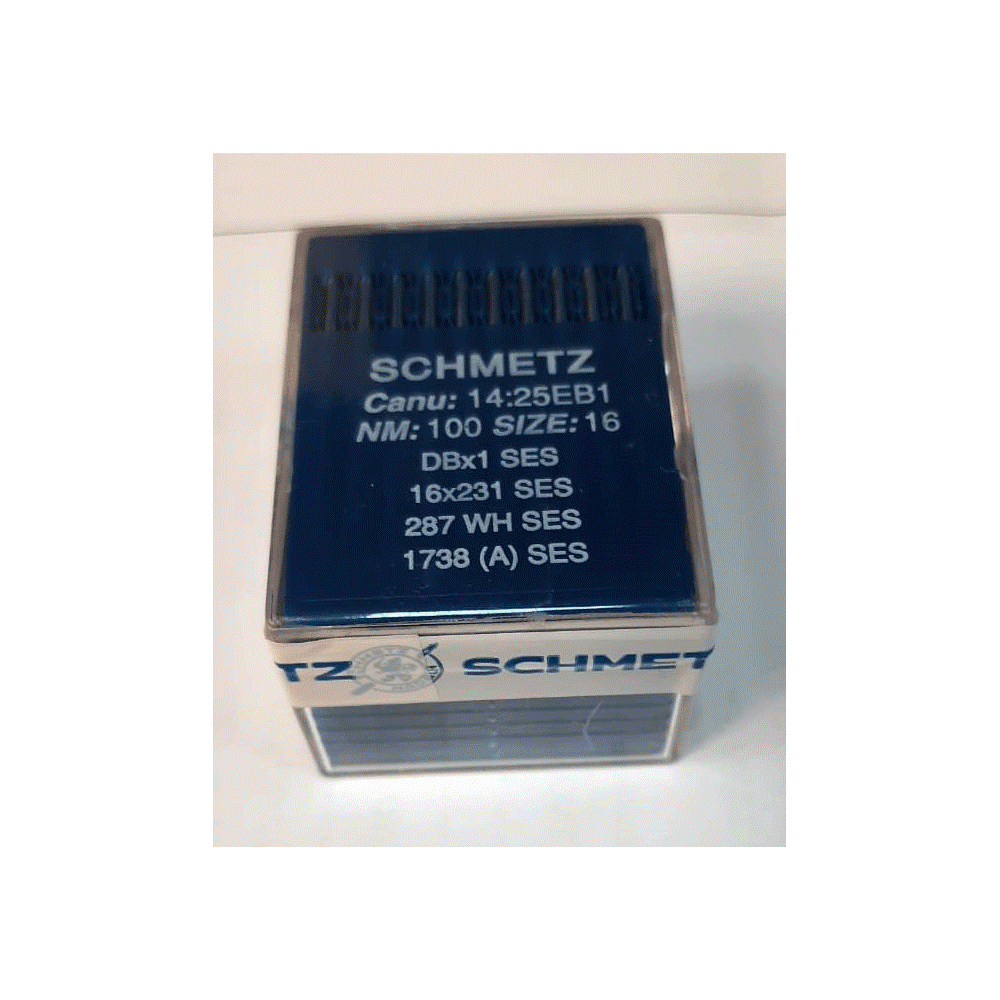 SCHMETZ
Canu: 14:25EB1
NM: 100 SIZE: 16
DBx1 SES
16x231 SES
287 WH SES
1738 (A) SES
TZ SCHMET